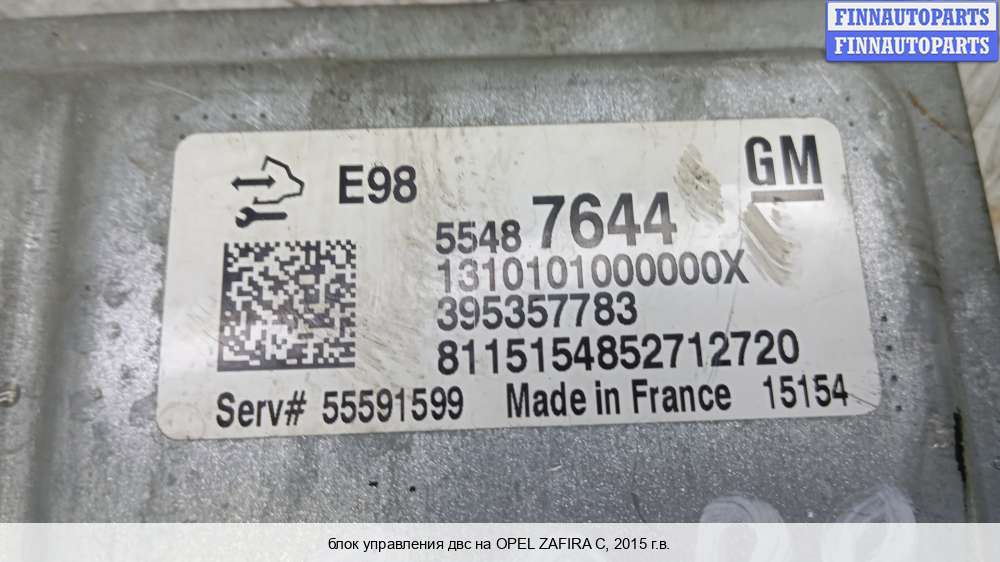 FINNAUTOPARTS
FINNAUTOPARTS
E98
GM
5548 7644
1310101000000X
395357783
8115154852712720
Serv# 55591599 Made in France 15154
блок управления двс на OPEL ZAFIRA C, 2015 г.в.